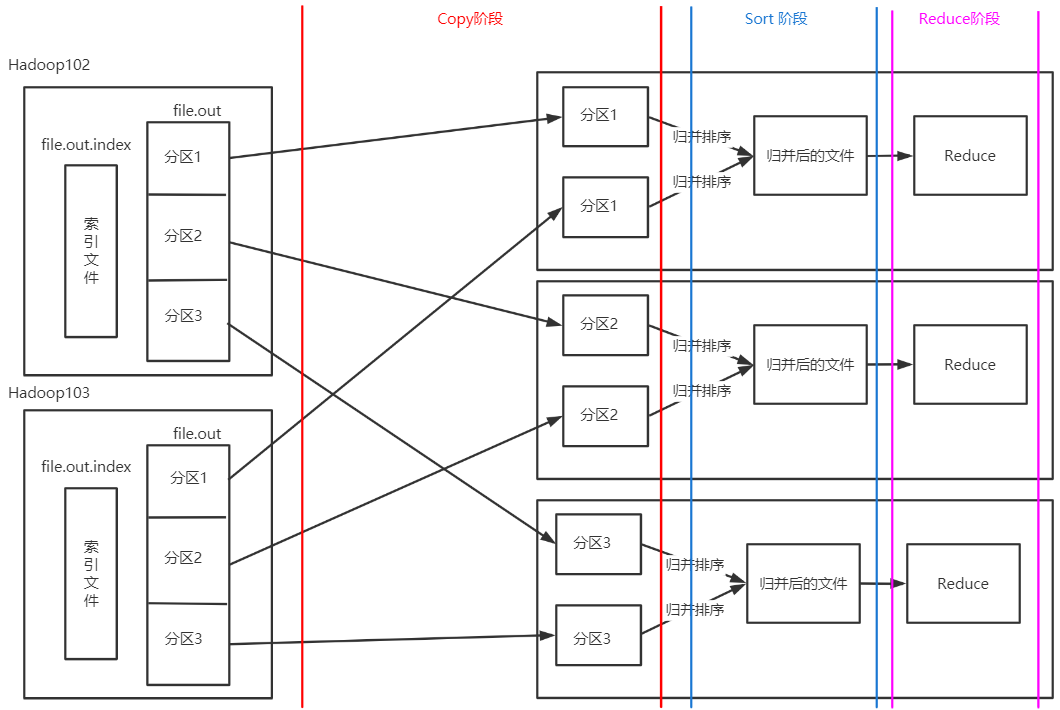 Copy阶段
Sort 阶段
Reduce阶段
Hadoop102
file.out
file.out.index
索引文件
分区1
分区2
分区3
Hadoop103
file.out
file.out.index
索引文件
分区1
分区2
分区3
分区1
归并排序
分区1
归并排序
归并后的文件
Reduce
分区2
归并排序
分区2
归并排序
归并后的文件
Reduce
分区3
归并排序
分区3
归并排序
归并后的文件
Reduce